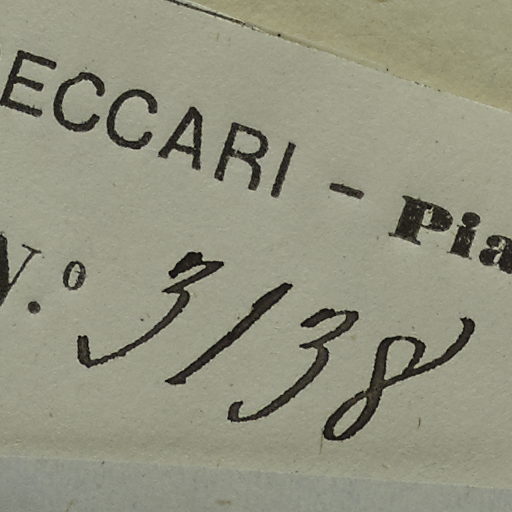 ECCARI - Pia
N.º 3138